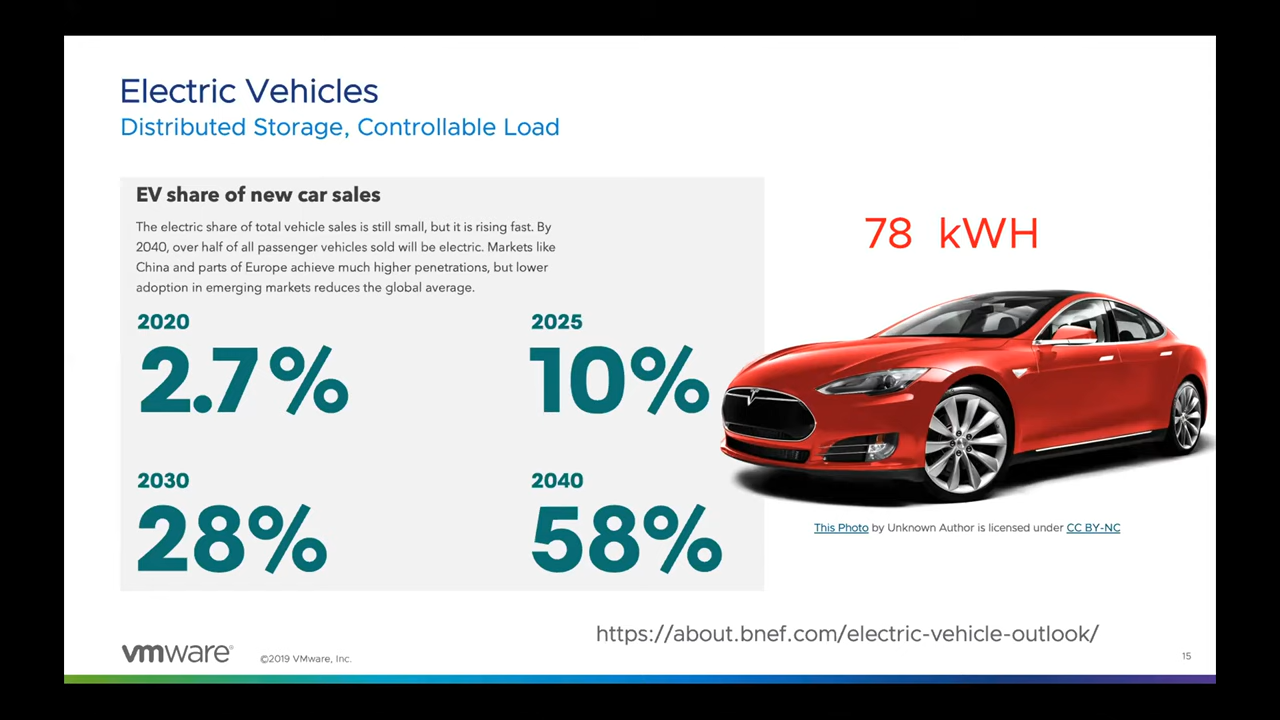 Electric Vehicles
Distributed Storage, Controllable Load
EV share of new car sales
The electric share of total vehicle sales is still small, but it is rising fast. By
2040, over half of all passenger vehicles sold will be electric. Markets like
China and parts of Europe achieve much higher penetrations, but lower
adoption in emerging markets reduces the global average.
2020
2.7%
2025
10%
2030
28%
2040
58%
78 kWH
This Photo by Unknown Author is licensed under CC BY-NC
https://about.bnef.com/electric-vehicle-outlook/
vmware®
©2019 VMware, Inc.
15